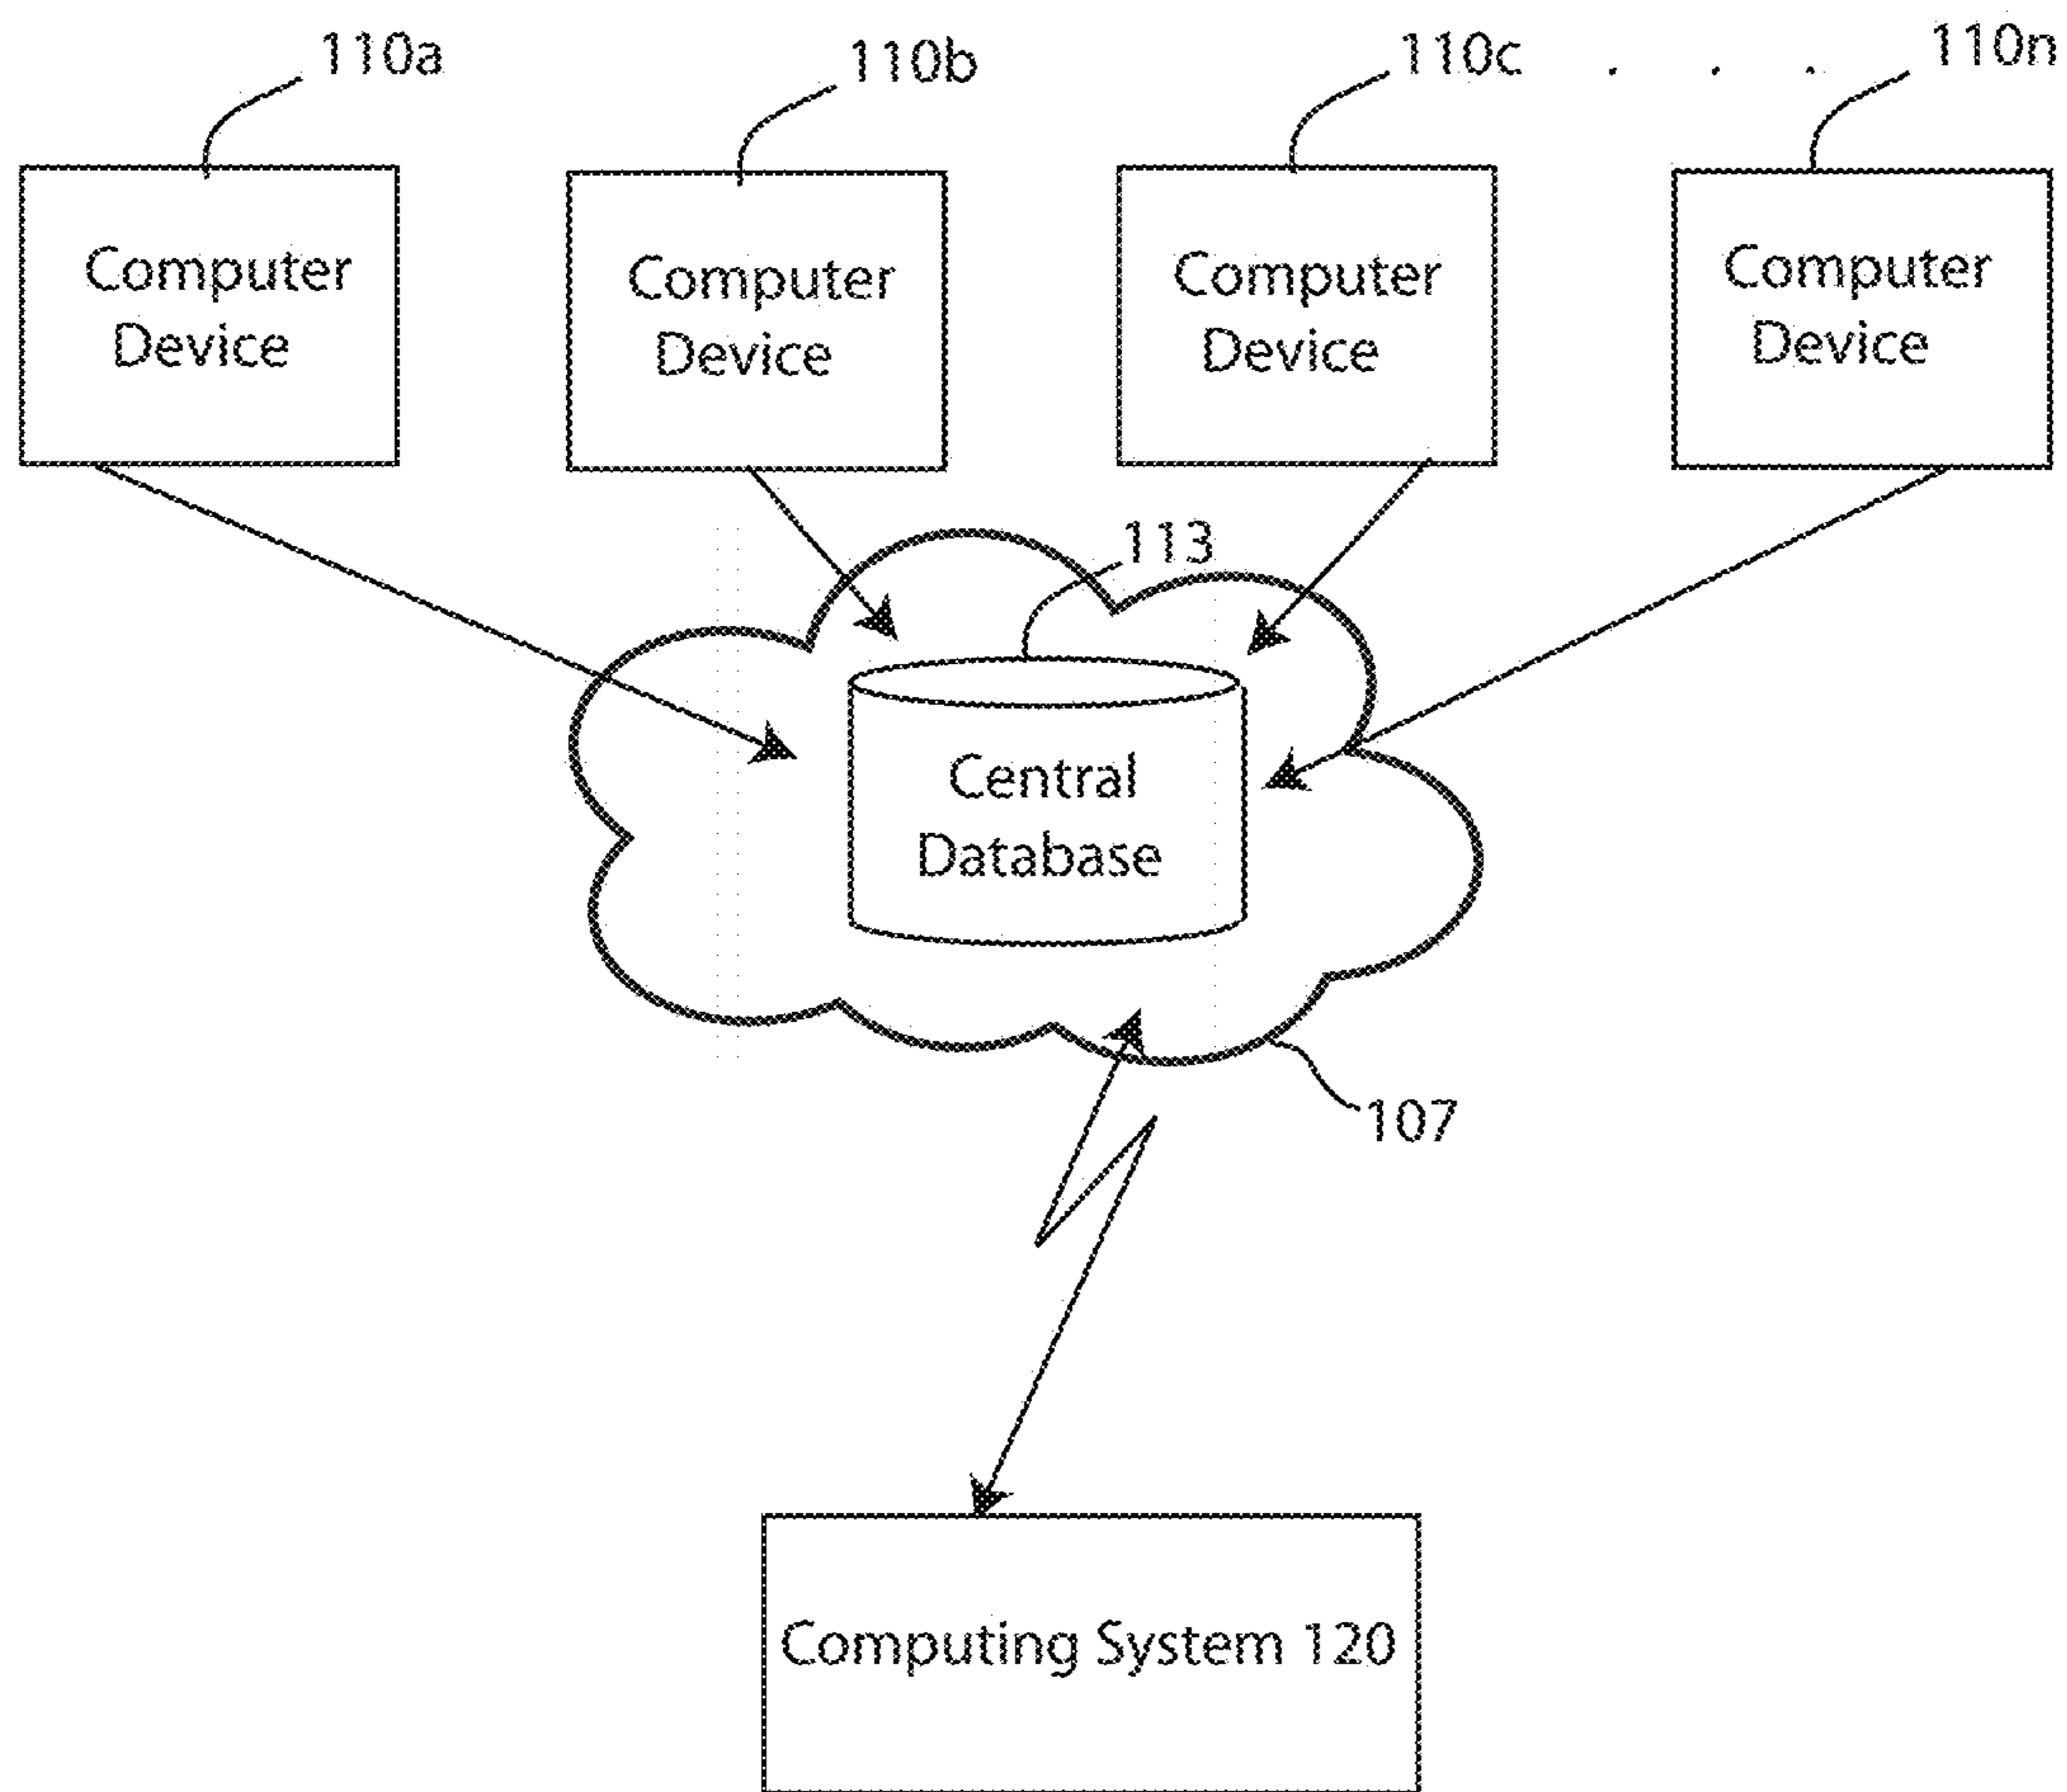 110a
110b
110c . . . 110n
Computer
Device
Computer
Device
Computer
Device
Computer
Device
113
Central
Database
107
Computing System 120